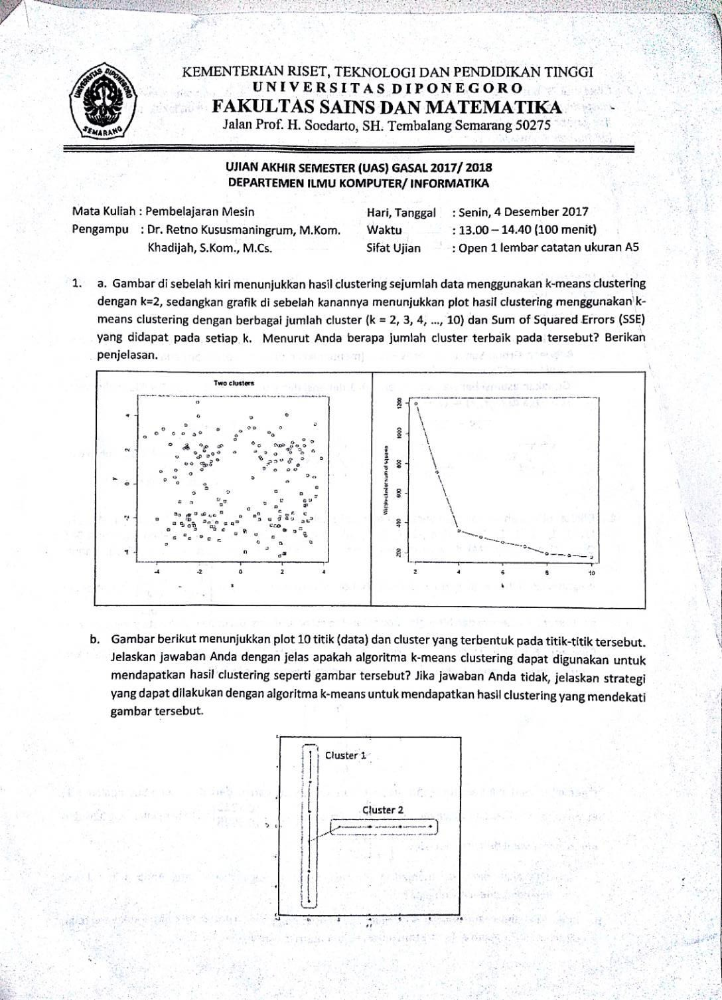 UNIVERSITAS DIPONEGORO
SEMARANG
KEMENTERIAN RISET, TEKNOLOGI DAN PENDIDIKAN TINGGI
UNIVERSITAS DIPONEGORO
FAKULTAS SAINS DAN MATEMATIKA
Jalan Prof. H. Soedarto, SH. Tembalang Semarang 50275
UJIAN AKHIR SEMESTER (UAS) GASAL 2017/ 2018
DEPARTEMEN ILMU KOMPUTER/ INFORMATIKA
Mata Kuliah : Pembelajaran Mesin
Hari, Tanggal : Senin, 4 Desember 2017
Pengampu : Dr. Retno Kususmaningrum, M.Kom.
Waktu : 13.00 – 14.40 (100 menit)
Khadijah, S.Kom., M.Cs.
Sifat Ujian : Open 1 lembar catatan ukuran A5
1. a. Gambar di sebelah kiri menunjukkan hasil clustering sejumlah data menggunakan k-means clustering
dengan k=2, sedangkan grafik di sebelah kanannya menunjukkan plot hasil clustering menggunakan k-
means clustering dengan berbagai jumlah cluster (k = 2, 3, 4, ..., 10) dan Sum of Squared Errors (SSE)
yang didapat pada setiap k. Menurut Anda berapa jumlah cluster terbaik pada tersebut? Berikan
penjelasan.
Two clusters
4
2
0
-2
-4 -2 0 2 4
Within-cluster sum of squares
1200
1000
800
600
400
200
2 4 6 8 10
k
b. Gambar berikut menunjukkan plot 10 titik (data) dan cluster yang terbentuk pada titik-titik tersebut.
Jelaskan jawaban Anda dengan jelas apakah algoritma k-means clustering dapat digunakan untuk
mendapatkan hasil clustering seperti gambar tersebut? Jika jawaban Anda tidak, jelaskan strategi
yang dapat dilakukan dengan algoritma k-means untuk mendapatkan hasil clustering yang mendekati
gambar tersebut.
Cluster 1
Cluster 2